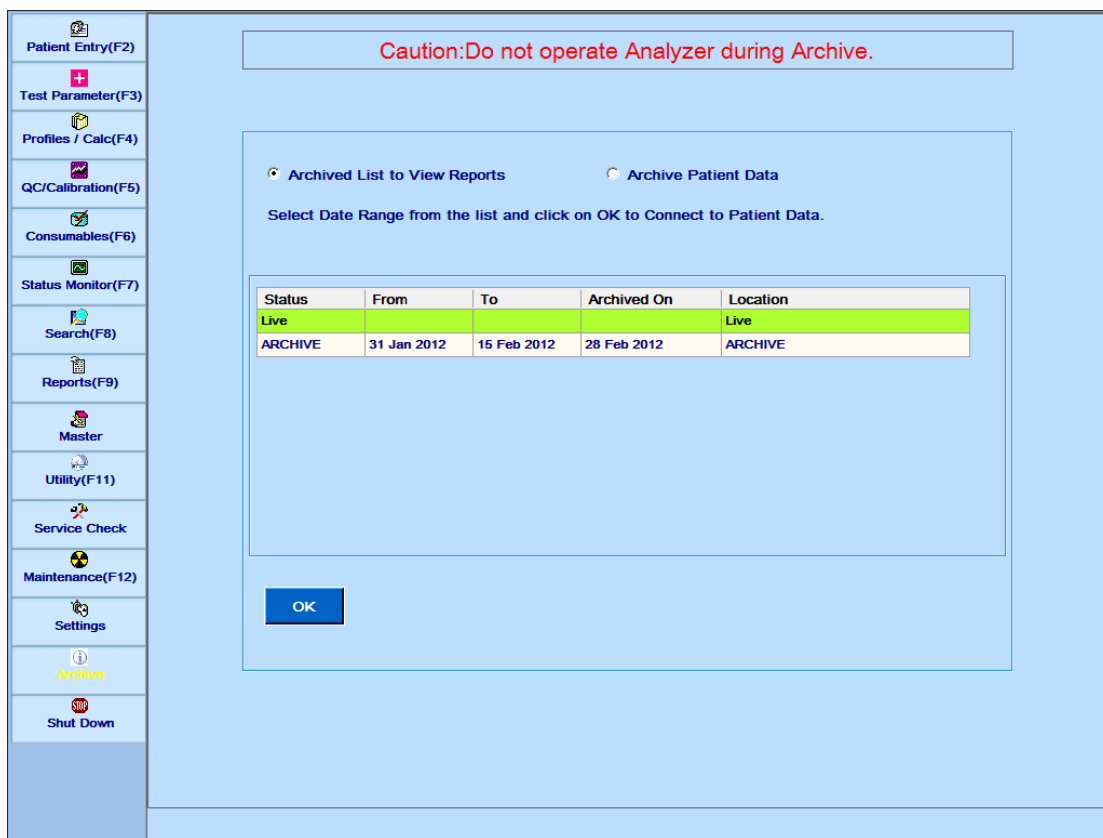 Patient Entry(F2)
Test Parameter(F3)
Profiles / Calc(F4)
QC/Calibration(F5)
Consumables(F6)
Status Monitor(F7)
Search(F8)
Reports(F9)
Master
Utility(F11)
Service Check
Maintenance(F12)
Settings
Archive
STOP
Shut Down
Caution:Do not operate Analyzer during Archive.
Archived List to View Reports Archive Patient Data
Select Date Range from the list and click on OK to Connect to Patient Data.
Status From To Archived On Location
Live Live
ARCHIVE 31 Jan 2012 15 Feb 2012 28 Feb 2012 ARCHIVE
OK